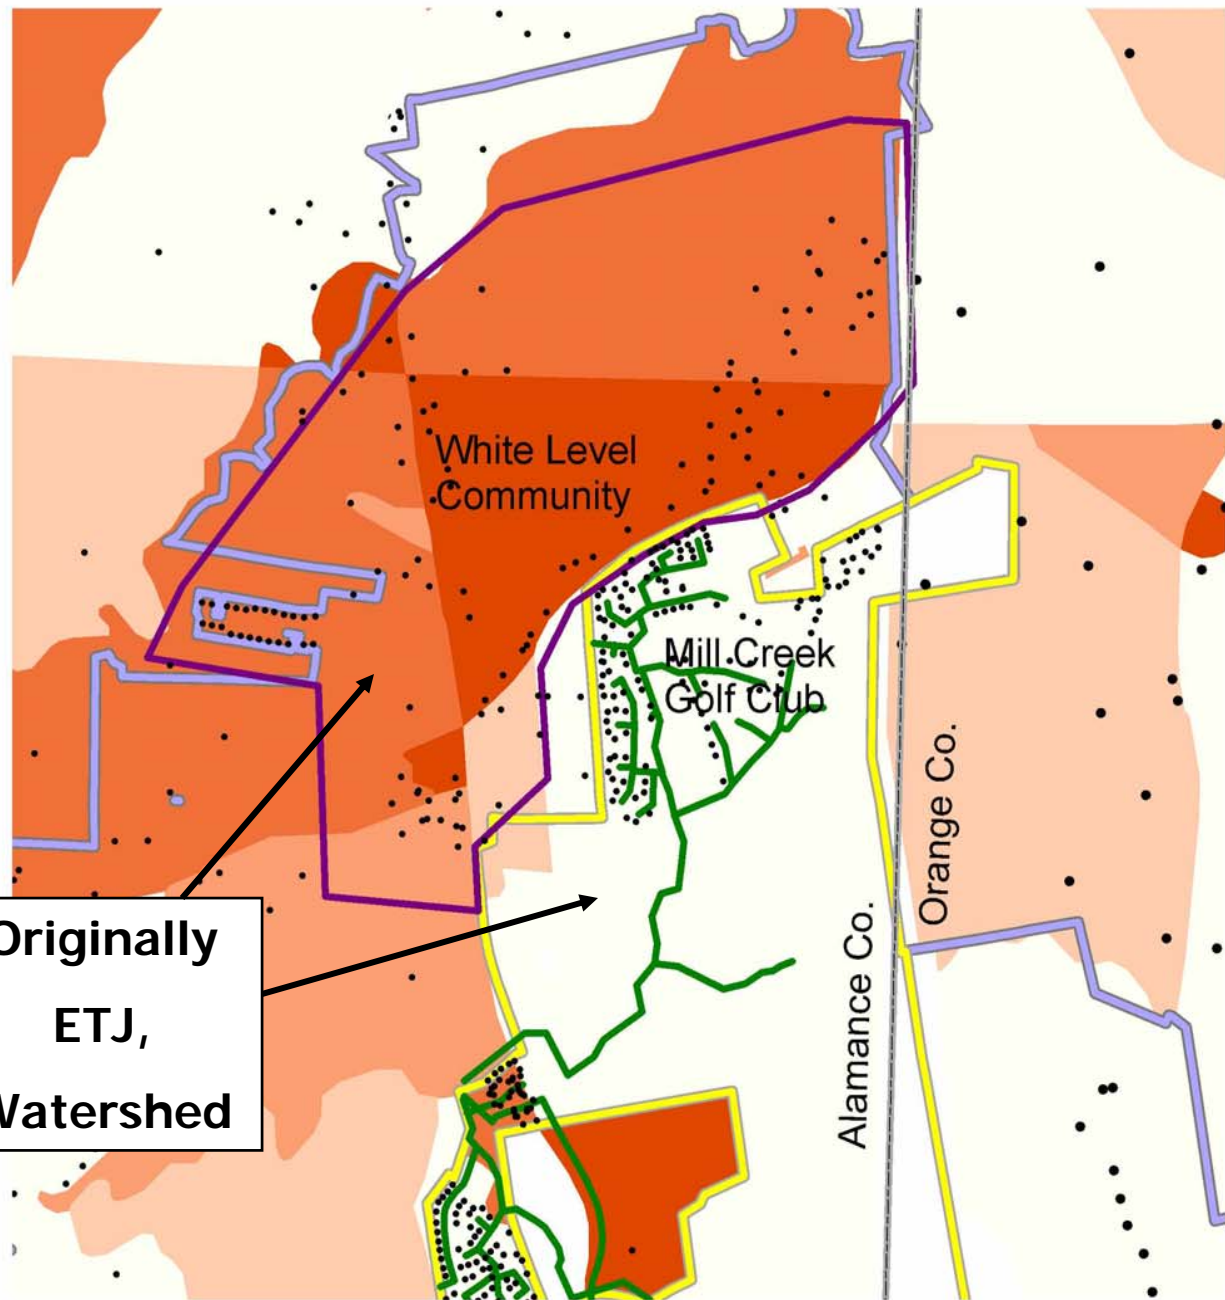 White Level
Community
Mill Creek
Golf Club
Orange Co.
Alamance Co.
Originally
ETJ,
Watershed